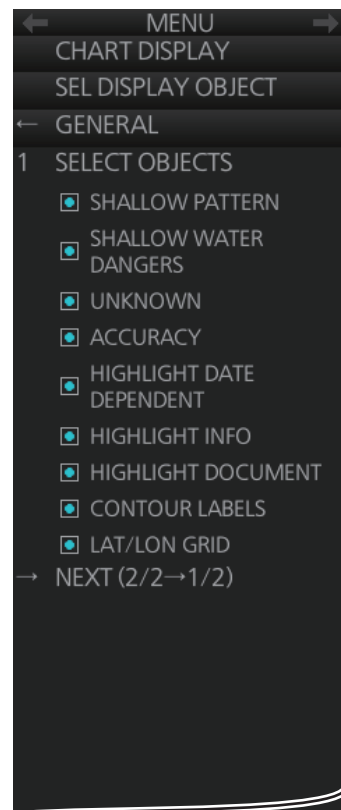 ← MENU →
CHART DISPLAY
SEL DISPLAY OBJECT
← GENERAL
1 SELECT OBJECTS
SHALLOW PATTERN
SHALLOW WATER
DANGERS
UNKNOWN
ACCURACY
HIGHLIGHT DATE
DEPENDENT
HIGHLIGHT INFO
HIGHLIGHT DOCUMENT
CONTOUR LABELS
LAT/LON GRID
→ NEXT (2/2→1/2)